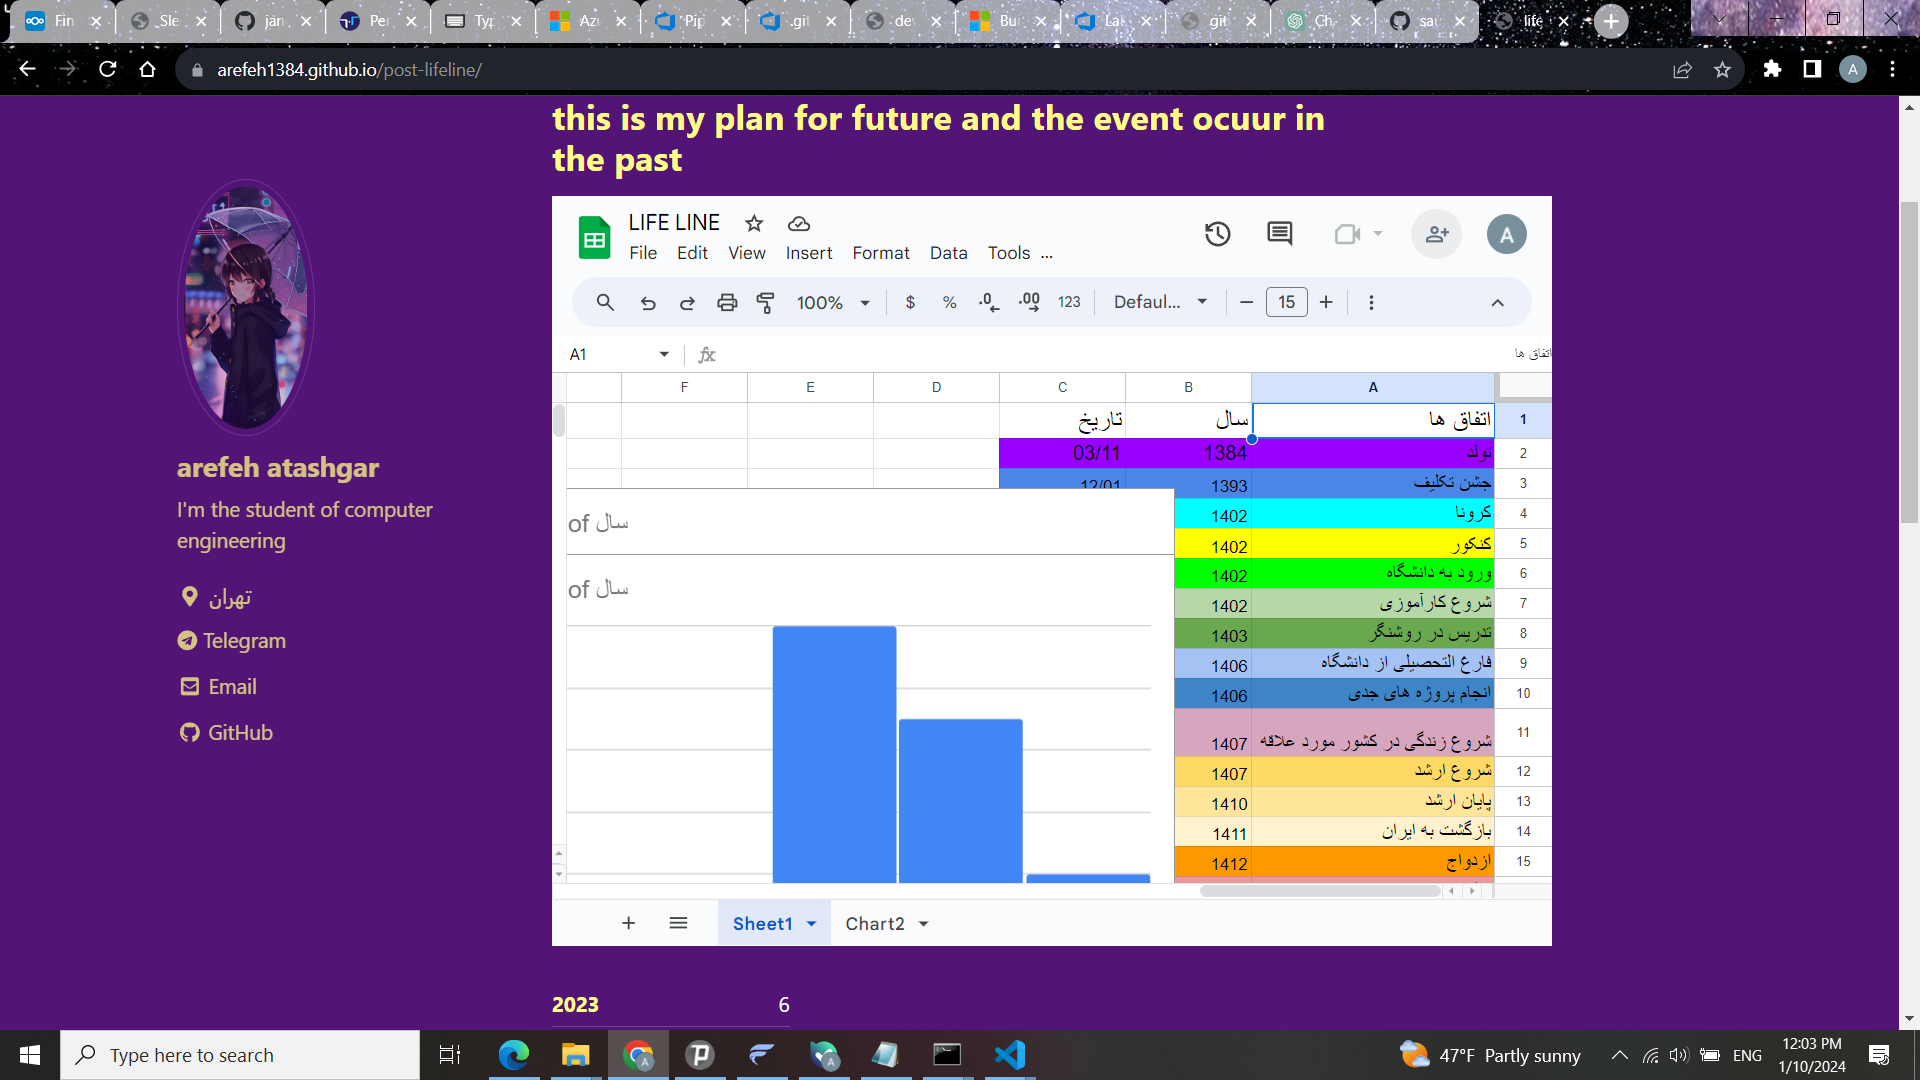 Fin
Sle
jan
Per
Typ
Az
Pip
.git
de
Bu
Lal
git
Ch
sau
life
arefeh1384.github.io/post-lifeline/
this is my plan for future and the event ocuur in
the past
arefeh atashgar
I'm the student of computer
engineering
تهران
Telegram
Email
GitHub
LIFE LINE
File Edit View Insert Format Data Tools ...
A
100% $ % .0 .00 123 Defaul... 15
A1 fx اتفاق ها
F E D C B A
اتفاق ها سال تاریخ 1
تولد 1384 03/11 2
جشن تکلیف 1393 12/01 3
کرونا 1402 4
کنکور 1402 5
ورود به دانشگاه 1402 6
شروع کارآموزی 1402 7
تدریس در روشنگر 1403 8
فارغ التحصیلی از دانشگاه 1406 9
انجام پروژه های جدی 1406 10
شروع زندگی در کشور مورد علاقه 1407 11
شروع ارشد 1407 12
پایان ارشد 1410 13
بازگشت به ایران 1411 14
ازدواج 1412 15
of سال
of سال
Sheet1 Chart2
2023 6
Type here to search
47°F Partly sunny
ENG
12:03 PM
1/10/2024